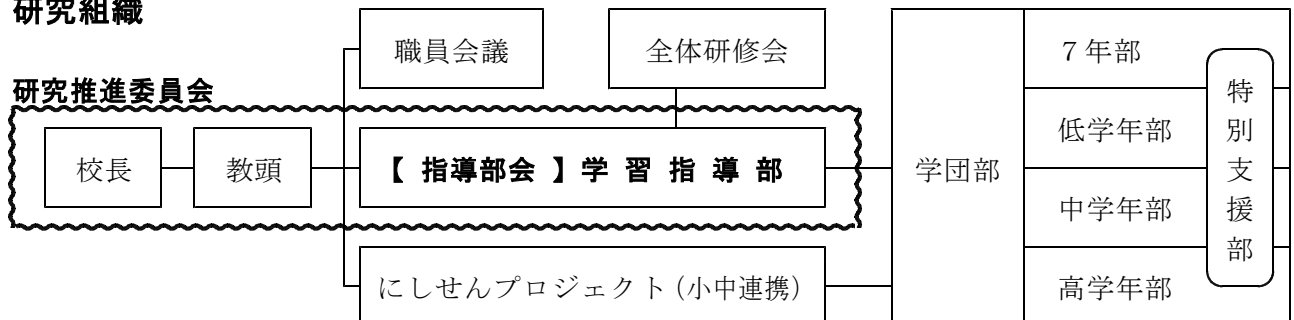 研究組織
職員会議
全体研修会
研究推進委員会
校長
教頭
【 指導部会 】学 習 指 導 部
にしせんプロジェクト（小中連携）
学団部
７年部
低学年部
中学年部
高学年部
特別支援部